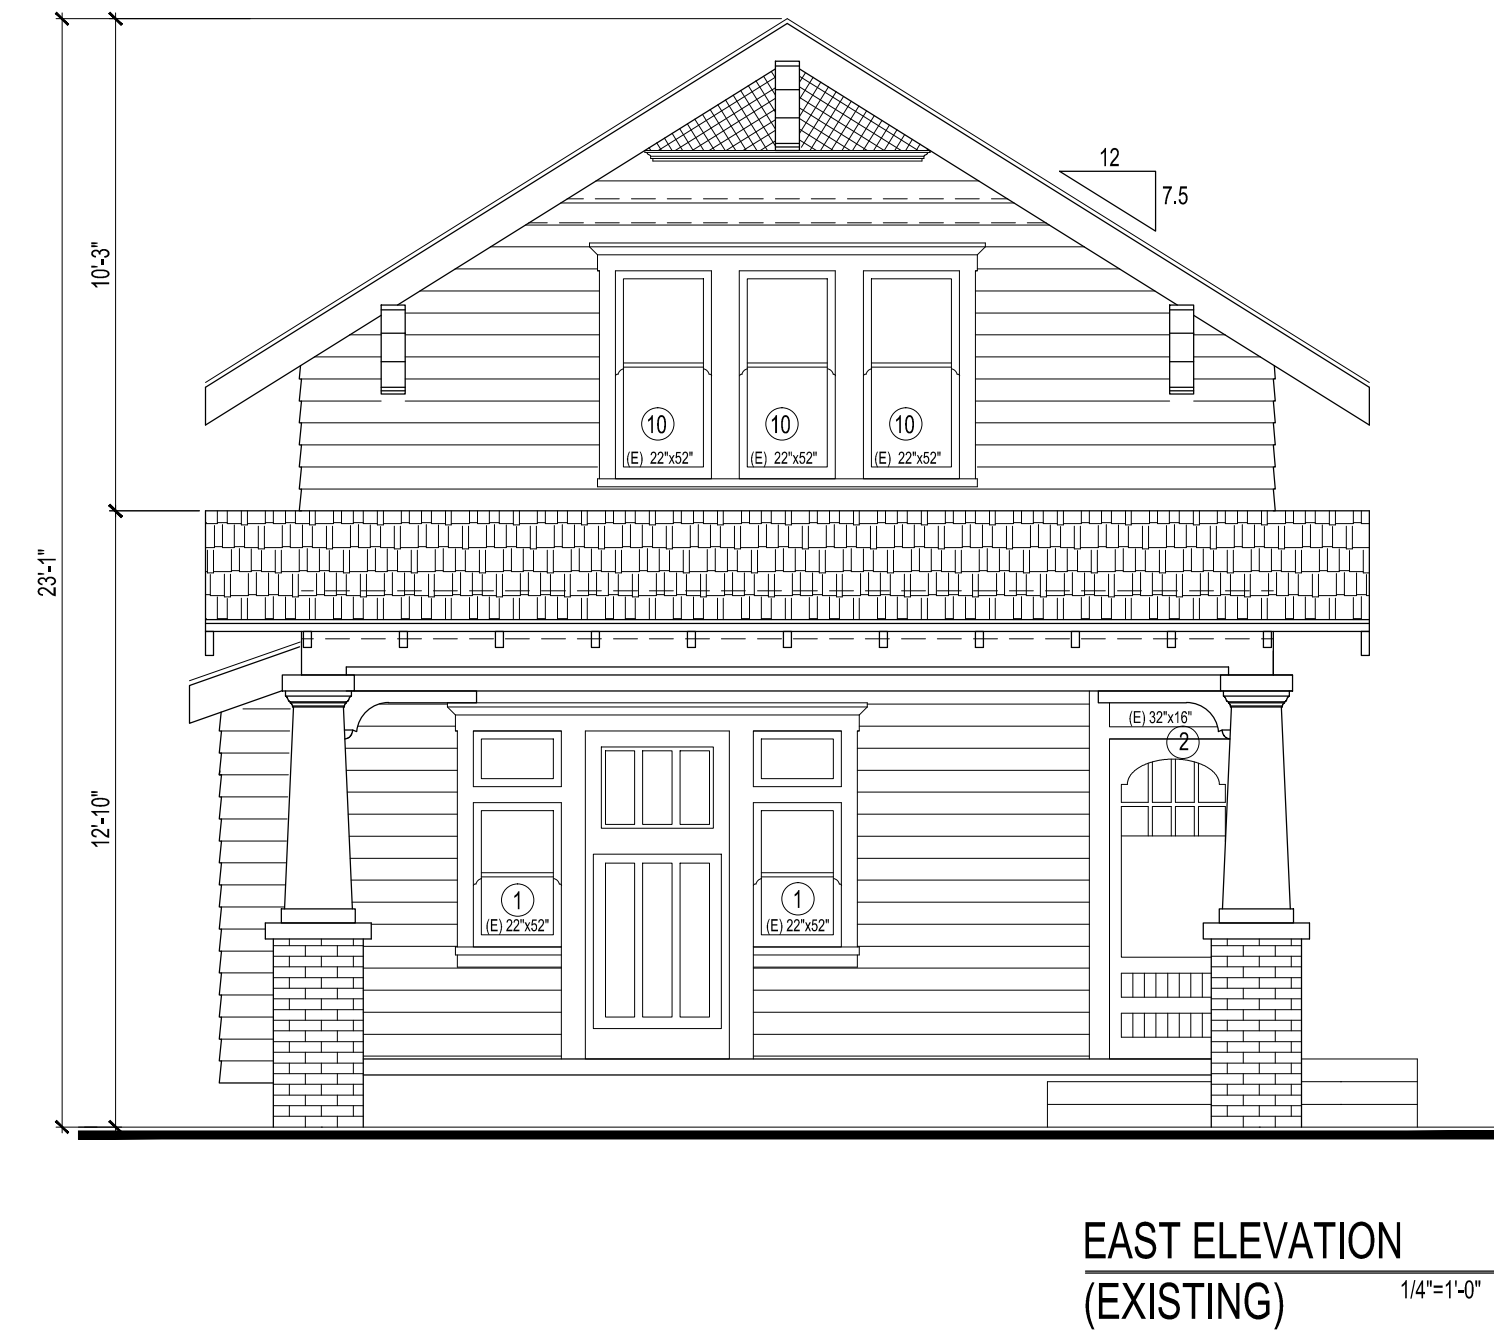 12
7.5
10'-3"
10
10
10
(E) 22"x52"
(E) 22"x52"
(E) 22"x52"
23'-1"
(E) 32"x16"
2
12'-10"
1
1
(E) 22"x52"
(E) 22"x52"
EAST ELEVATION
(EXISTING)
1/4"=1'-0"